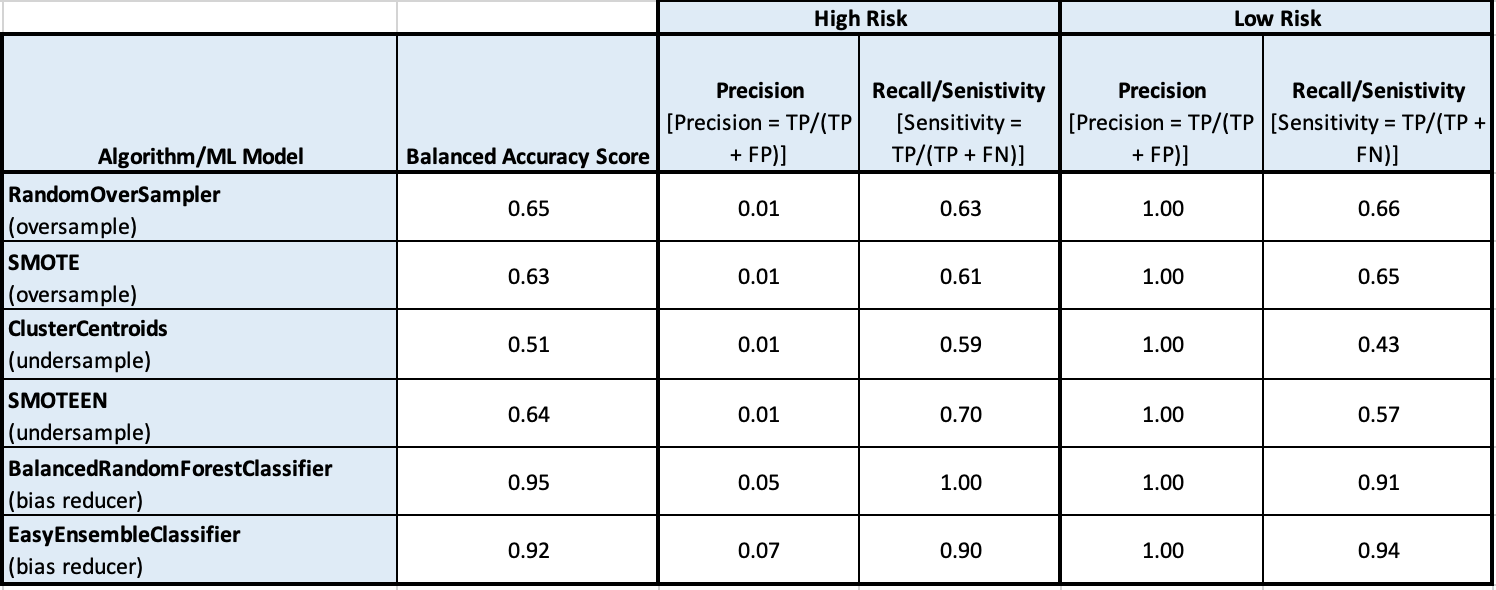 High Risk
Low Risk
Algorithm/ML Model
Balanced Accuracy Score
Precision
[Precision = TP/(TP
+ FP)]
Recall/Senistivity
[Sensitivity =
TP/(TP + FN)]
Precision
[Precision = TP/(TP
+ FP)]
Recall/Senistivity
[Sensitivity = TP/(TP +
FN)]
RandomOverSampler
(oversample)
0.65
0.01
0.63
1.00
0.66
SMOTE
(oversample)
0.63
0.01
0.61
1.00
0.65
ClusterCentroids
(undersample)
0.51
0.01
0.59
1.00
0.43
SMOTEEN
(undersample)
0.64
0.01
0.70
1.00
0.57
BalancedRandomForestClassifier
(bias reducer)
0.95
0.05
1.00
1.00
0.91
EasyEnsembleClassifier
(bias reducer)
0.92
0.07
0.90
1.00
0.94